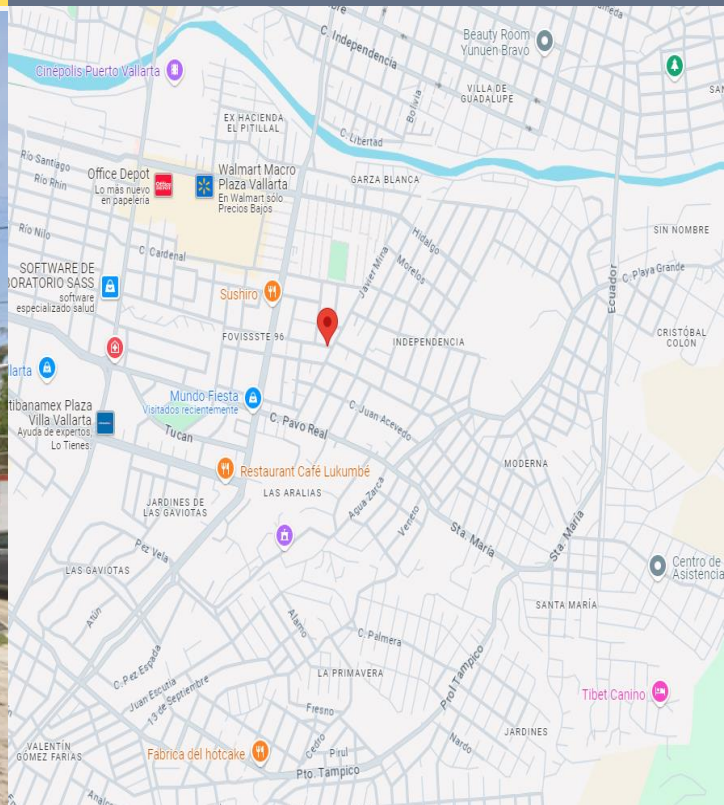 C. Independencia
Beauty Room
Yunuen Bravo
Cinépolis Puerto Vallarta
VILLA DE
GUADALUPE
Bolivia
EX HACIENDA
EL PITILLAL
C. Libertad
Río Santiago
Río Rhin
Office Depot
Lo más nuevo
en papelería
Walmart Macro
Plaza Vallarta
En Walmart sólo
Precios Bajos
GARZA BLANCA
Río Nilo
C. Cardenal
Hidalgo
Morelos
Javier Mina
SIN NOMBRE
SOFTWARE DE
BORATORIO SASS
software
especializado salud
Sushiro
Ecuador
C. Playa Grande
FOVISSSTE 96
INDEPENDENCIA
CRISTÓBAL
COLÓN
llarta
Mundo Fiesta
Visitados recientemente
tibanamex Plaza
Villa Vallarta
Ayuda de expertos,
Lo Tienes.
Tucan
C. Pavo Real
C. Juan Acevedo
Restaurant Café Lukumbé
MODERNA
LAS ARALIAS
JARDINES DE
LAS GAVIOTAS
Agua Zarca
Veneno
Sta. María
Sta. María
Pez Vela
LAS GAVIOTAS
Centro de
Asistencia
Atún
SANTA MARÍA
Alamo
C. Palmera
C. Pez Espada
LA PRIMAVERA
Prol Tampico
Juan Escutia
13 de Septiembre
Tibet Canino
Fresno
JARDINES
VALENTÍN
GÓMEZ FARÍAS
Fabrica del hotcake
Cedro
Pirul
Nardo
Pto. Tampico